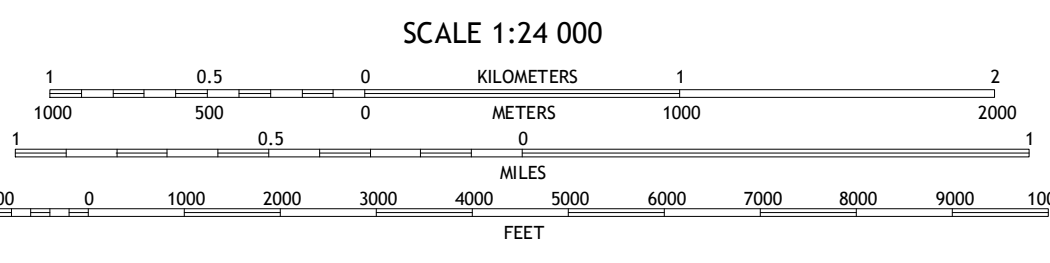 SCALE 1:24 000
1 0.5 0 KILOMETERS 1 2
1000 500 0 METERS 1000 2000
1 0.5 0 1
MILES
0 1000 2000 3000 4000 5000 6000 7000 8000 9000
FEET